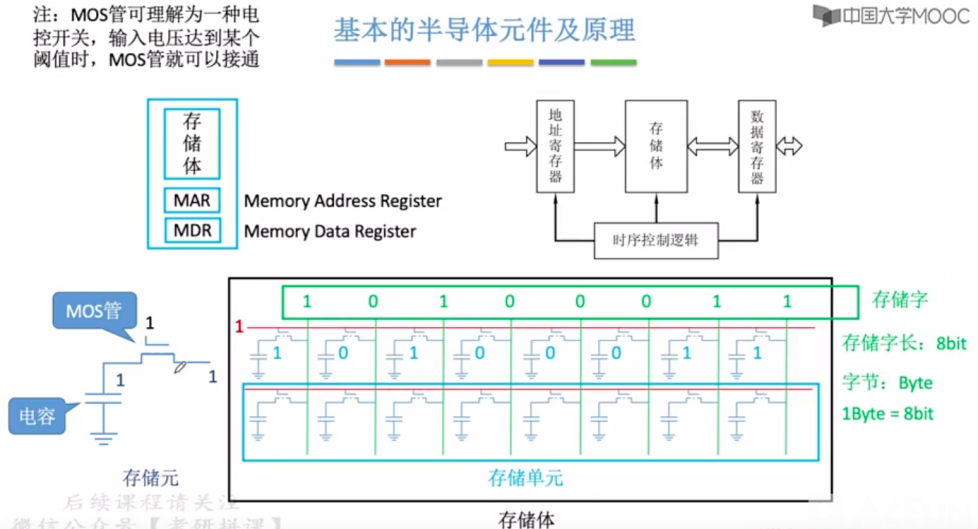 注：MOS管可理解为一种电
控开关，输入电压达到某个
阈值时，MOS管就可以接通
基本的半导体元件及原理
中国大学MOOC
存储体
MAR Memory Address Register
MDR Memory Data Register
地址寄存器
存储体
数据寄存器
时序控制逻辑
MOS管
1
1
1
电容
存储元
1 0 1 0 0 0 1 1
存储字
1
1 0 1 0 0 0 1 1
存储字长：8bit
字节：Byte
1Byte = 8bit
存储单元
存储体
后续课程请关注
微信公众号【考研拼课】